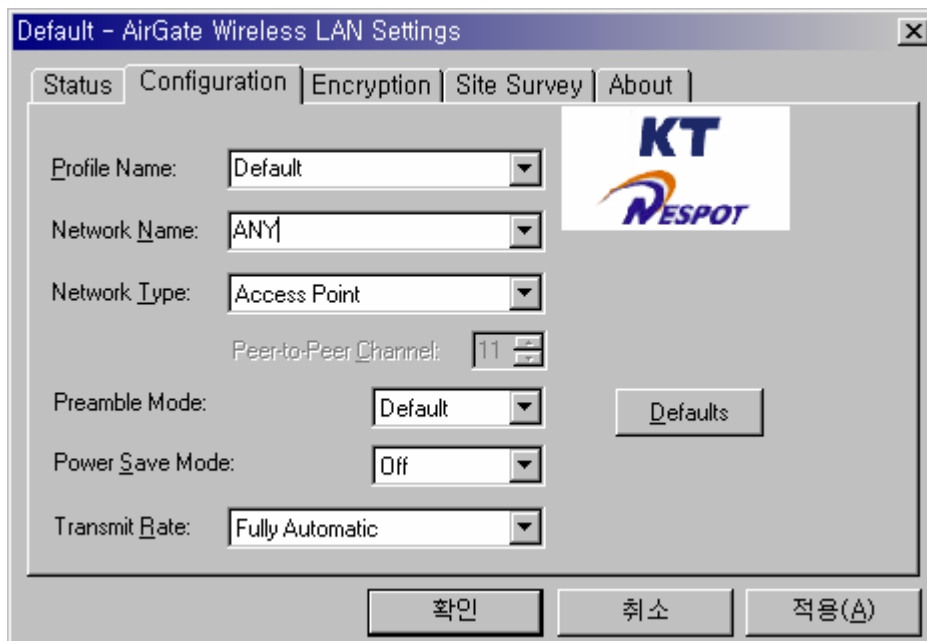 Default - AirGate Wireless LAN Settings
Status Configuration Encryption Site Survey About
KT
NESPOT
Profile Name: Default
Network Name: ANY
Network Type: Access Point
Peer-to-Peer Channel: 11
Preamble Mode: Default
Defaults
Power Save Mode: Off
Transmit Rate: Fully Automatic
확인 취소 적용(A)